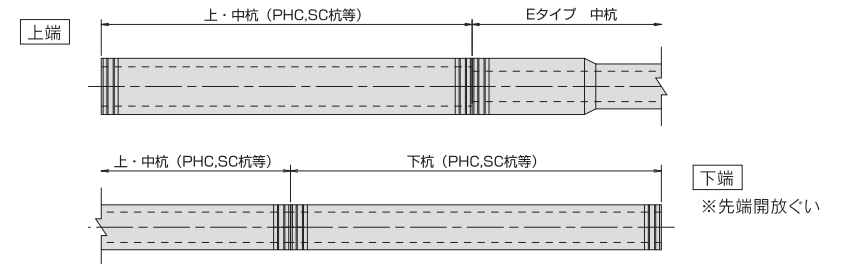 上・中杭（PHC,SC杭等）
Eタイプ　中杭
上端
上・中杭（PHC,SC杭等）
下杭（PHC,SC杭等）
下端
※先端開放ぐい